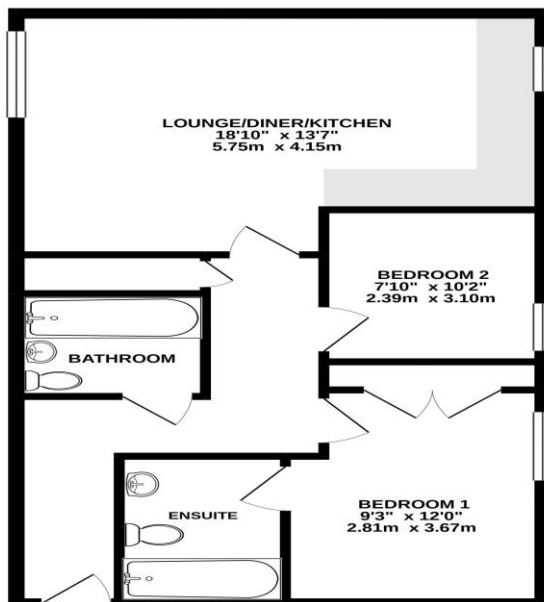 LOUNGE/DINER/KITCHEN
18'10" x 13'7"
5.75m x 4.15m
BEDROOM 2
7'10" x 10'2"
2.39m x 3.10m
BATHROOM
ENSUITE
BEDROOM 1
9'3" x 12'0"
2.81m x 3.67m